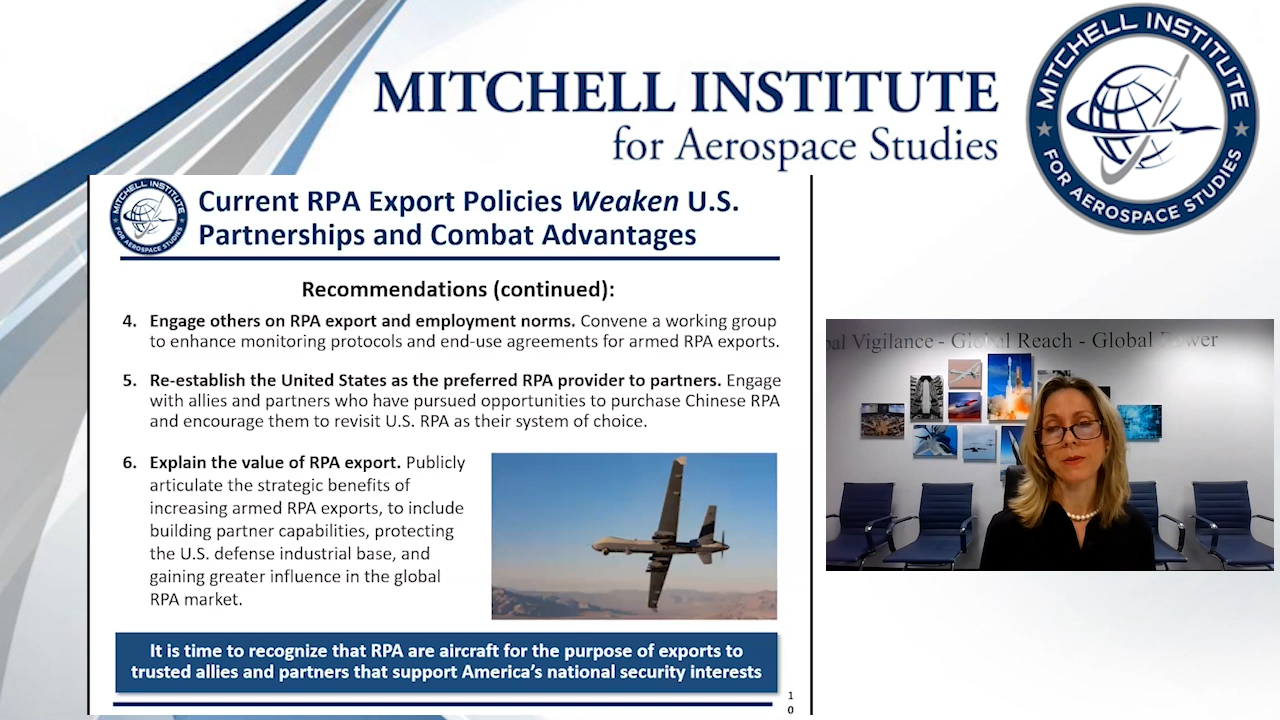 MITCHELL INSTITUTE
for Aerospace Studies
MITCHELL INSTITUTE
FOR AEROSPACE STUDIES
MITCHELL INSTITUTE
FOR AEROSPACE STUDIES
Current RPA Export Policies Weaken U.S.
Partnerships and Combat Advantages
Recommendations (continued):
4. Engage others on RPA export and employment norms. Convene a working group
to enhance monitoring protocols and end-use agreements for armed RPA exports.
5. Re-establish the United States as the preferred RPA provider to partners. Engage
with allies and partners who have pursued opportunities to purchase Chinese RPA
and encourage them to revisit U.S. RPA as their system of choice.
6. Explain the value of RPA export. Publicly
articulate the strategic benefits of
increasing armed RPA exports, to include
building partner capabilities, protecting
the U.S. defense industrial base, and
gaining greater influence in the global
RPA market.
It is time to recognize that RPA are aircraft for the purpose of exports to
trusted allies and partners that support America's national security interests
1
0
Vigilance - Global Reach - Global